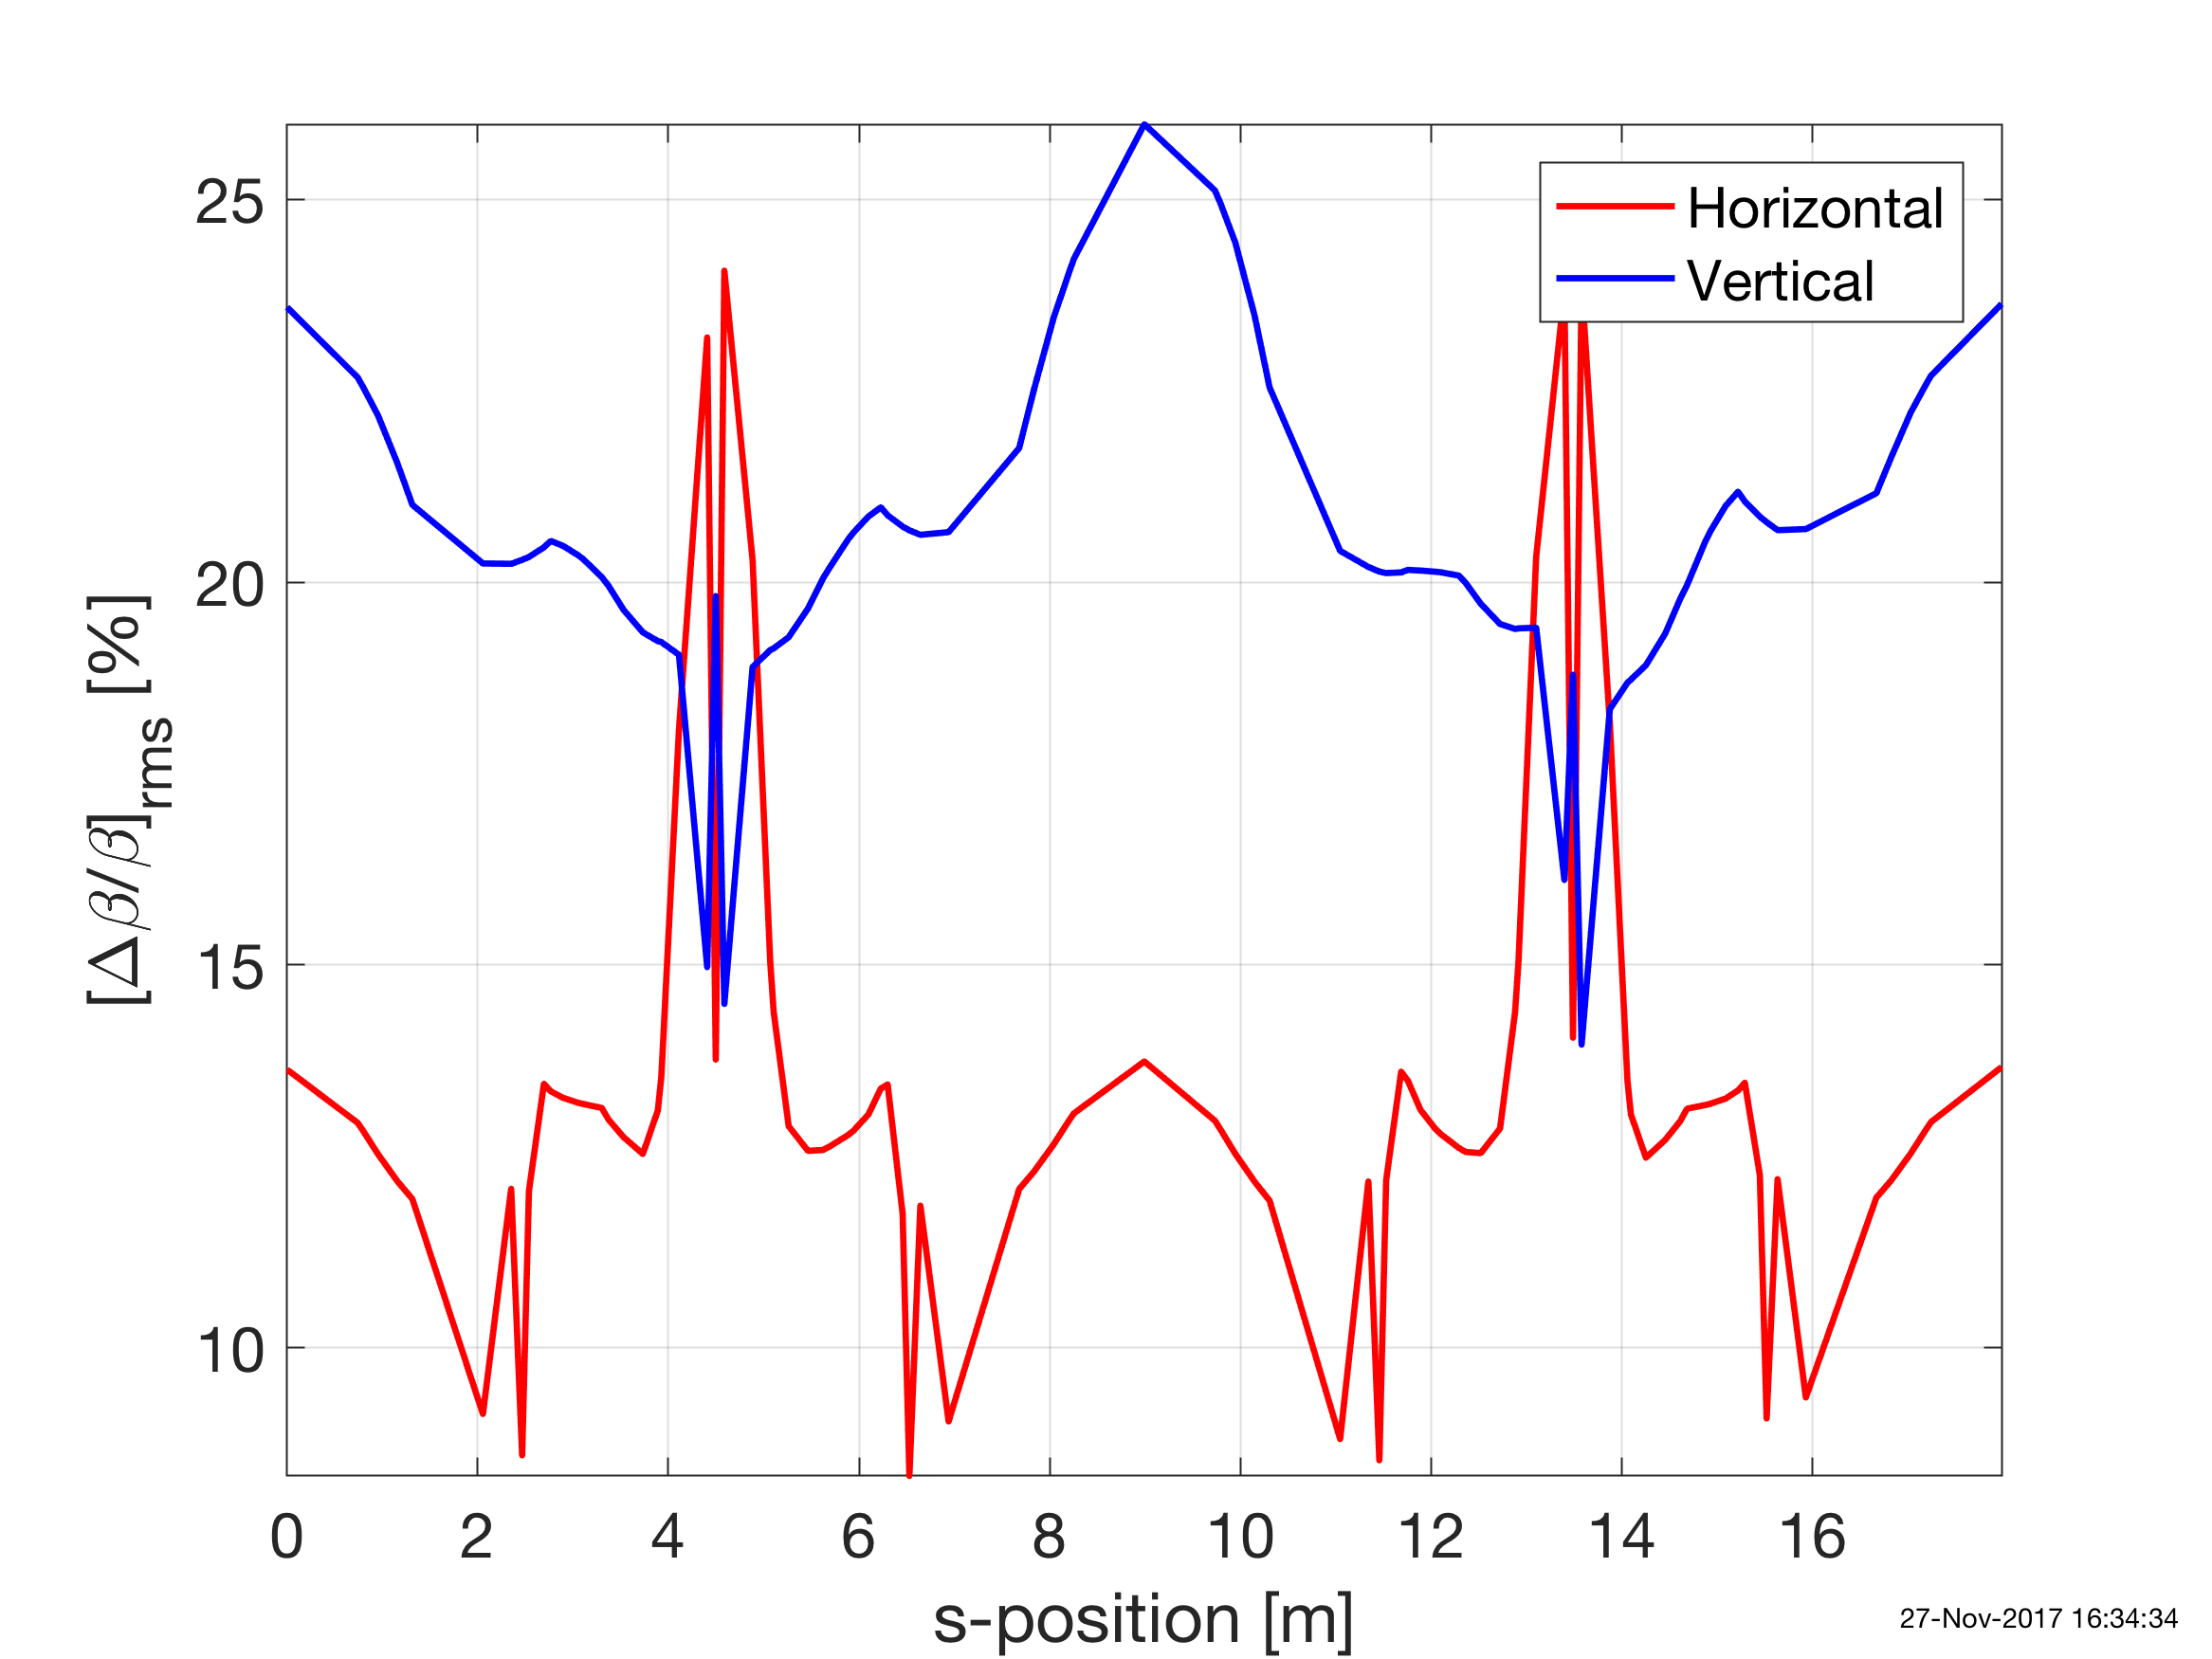 25
20
15
10
[Δβ/β]rms [%]
Horizontal
Vertical
0 2 4 6 8 10 12 14 16
s-position [m]
27-Nov-2017 16:34:34